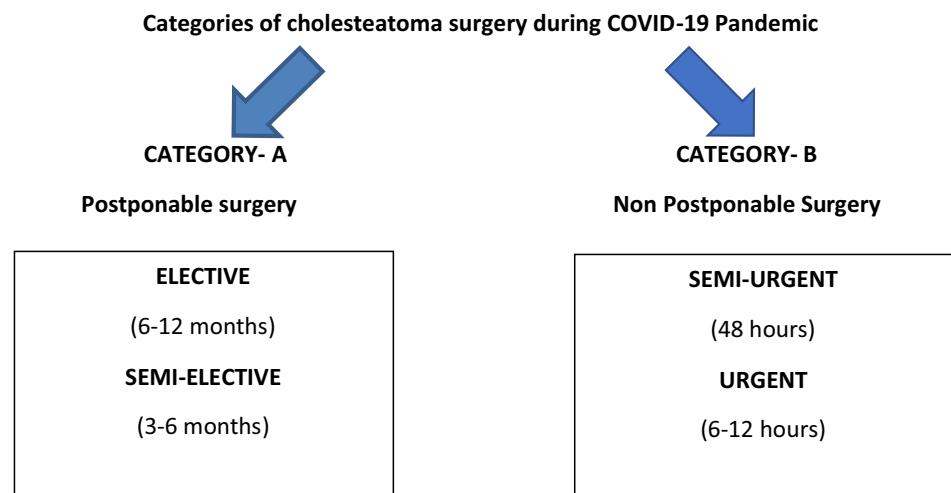 Categories of cholesteatoma surgery during COVID-19 Pandemic
CATEGORY- A
Postponable surgery
ELECTIVE
(6-12 months)
SEMI-ELECTIVE
(3-6 months)
CATEGORY- B
Non Postponable Surgery
SEMI-URGENT
(48 hours)
URGENT
(6-12 hours)